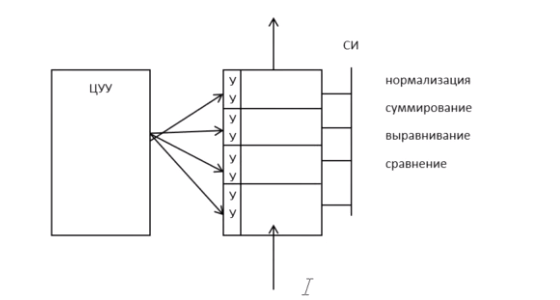 СИ
ЦУУ
У
У
У
У
У
У
У
У
нормализация
суммирование
выравнивание
сравнение
I